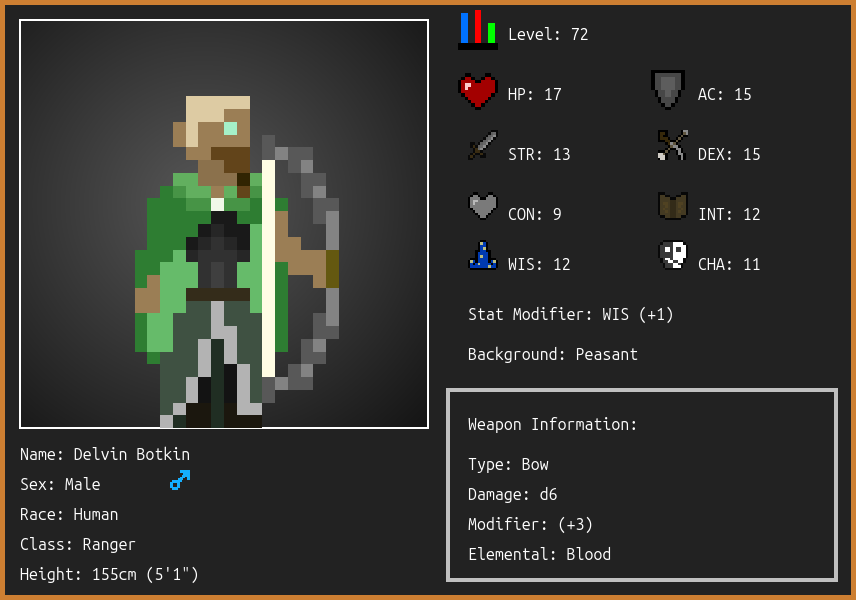 Level: 72
HP: 17
AC: 15
STR: 13
DEX: 15
CON: 9
INT: 12
WIS: 12
CHA: 11
Stat Modifier: WIS (+1)
Background: Peasant
Weapon Information:
Type: Bow
Damage: d6
Modifier: (+3)
Elemental: Blood
Name: Delvin Botkin
Sex: Male
Race: Human
Class: Ranger
Height: 155cm (5'1")